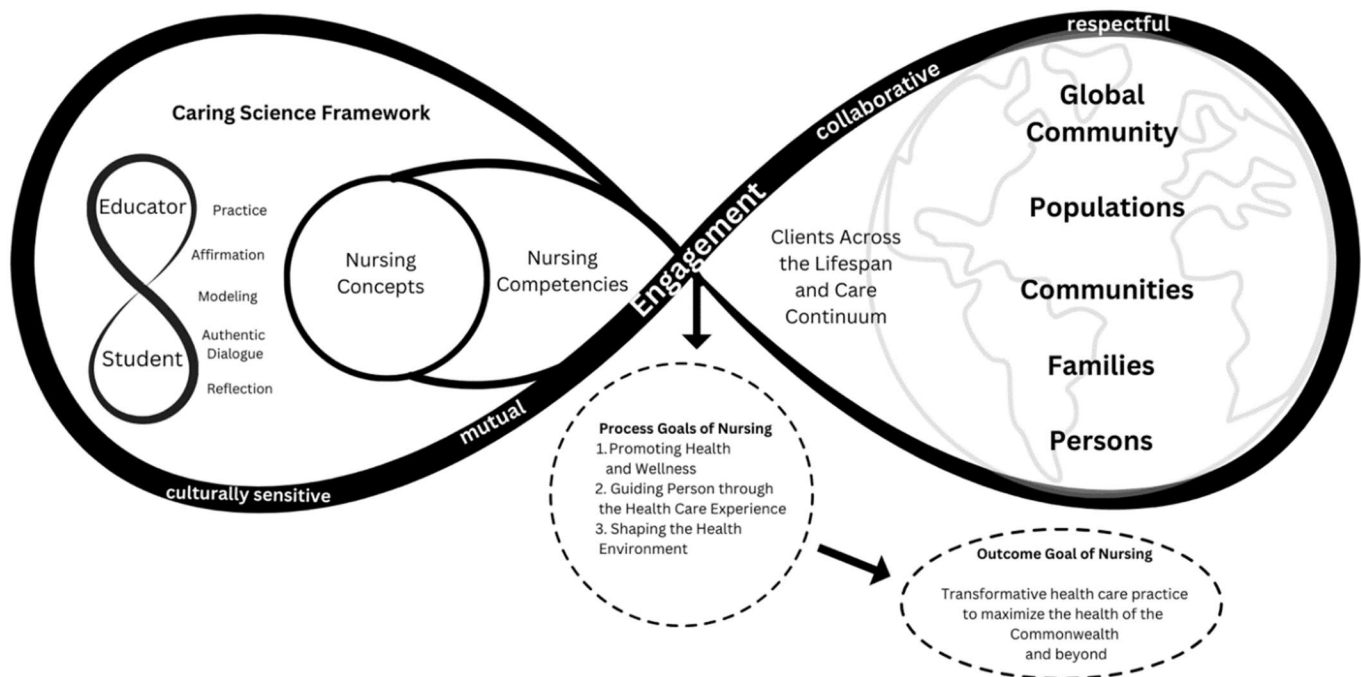 respectful
collaborative
Engagement
mutual
culturally sensitive
Caring Science Framework
Educator
Student
Practice
Affirmation
Modeling
Authentic
Dialogue
Reflection
Nursing
Concepts
Nursing
Competencies
Clients Across
the Lifespan
and Care
Continuum
Global
Community
Populations
Communities
Families
Persons
Process Goals of Nursing
1. Promoting Health
and Wellness
2. Guiding Person through
the Health Care Experience
3. Shaping the Health
Environment
Outcome Goal of Nursing
Transformative health care practice
to maximize the health of the
Commonwealth
and beyond